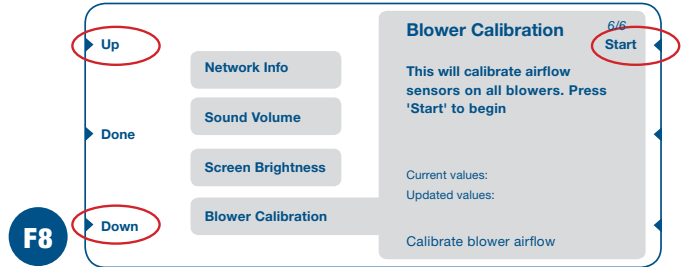 Up
Done
Down
F8
Network Info
Sound Volume
Screen Brightness
Blower Calibration
Blower Calibration
6/6
Start
This will calibrate airflow
sensors on all blowers. Press
'Start' to begin
Current values:
Updated values:
Calibrate blower airflow